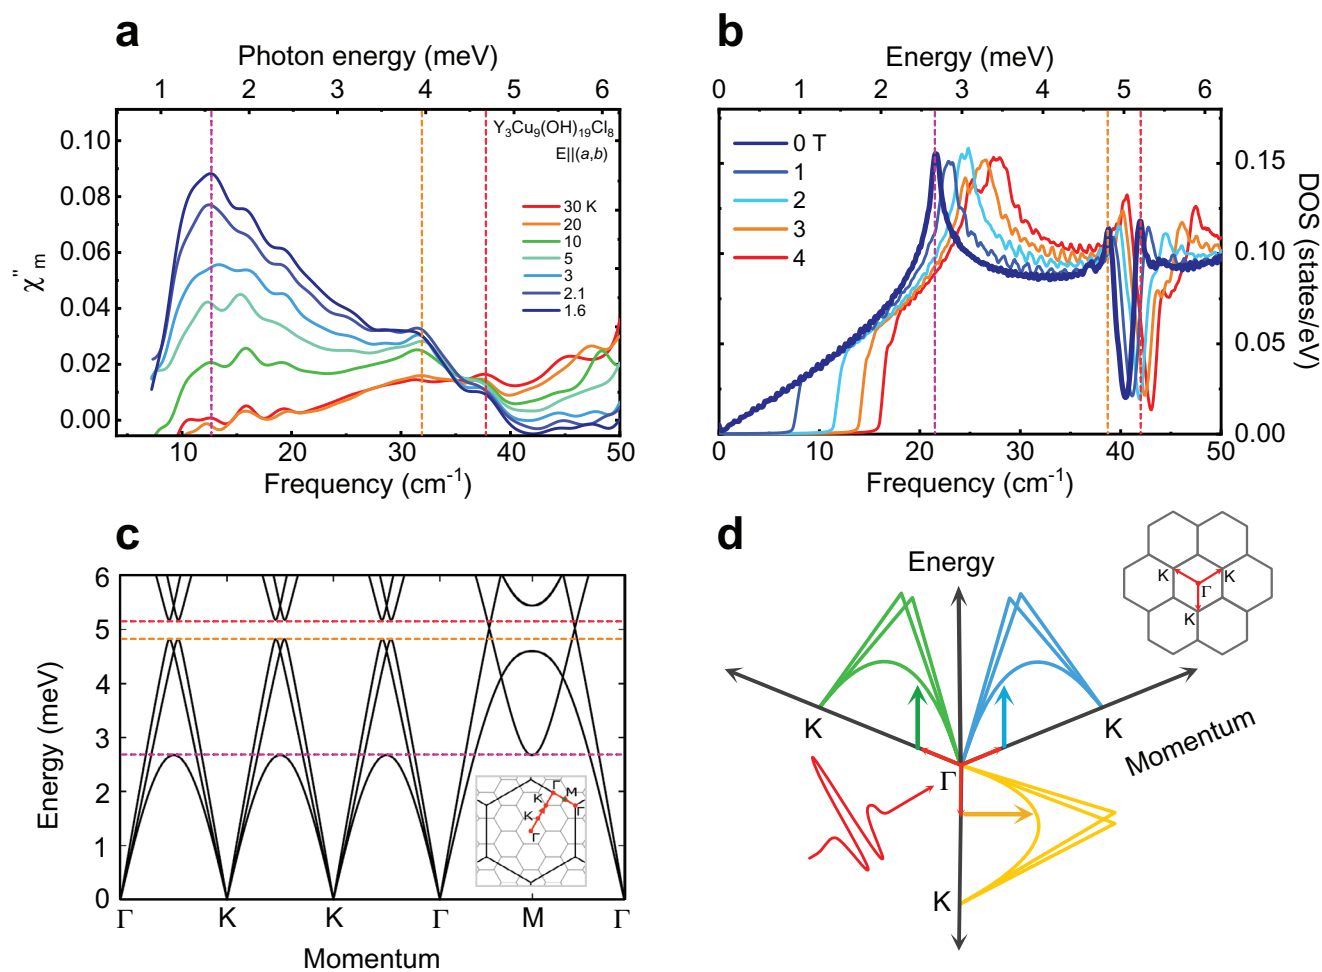 a
Photon energy (meV)
1 2 3 4 5 6
0.10
0.08
0.06
0.04
0.02
0.00
χ''m
Y3Cu9(OH)19Cl8
E||(a,b)
30 K
20
10
5
3
2.1
1.6
10 20 30 40 50
Frequency (cm-1)
b
Energy (meV)
0 1 2 3 4 5 6
0 T
1
2
3
4
0.15
0.10
0.05
0.00
DOS (states/eV)
0 10 20 30 40 50
Frequency (cm-1)
c
6
5
4
3
2
1
0
Energy (meV)
Γ K K Γ M Γ
Momentum
Γ
M
K
Γ
K
Γ
d
Energy
K
K
Γ
K
Momentum
K
K
Γ
K